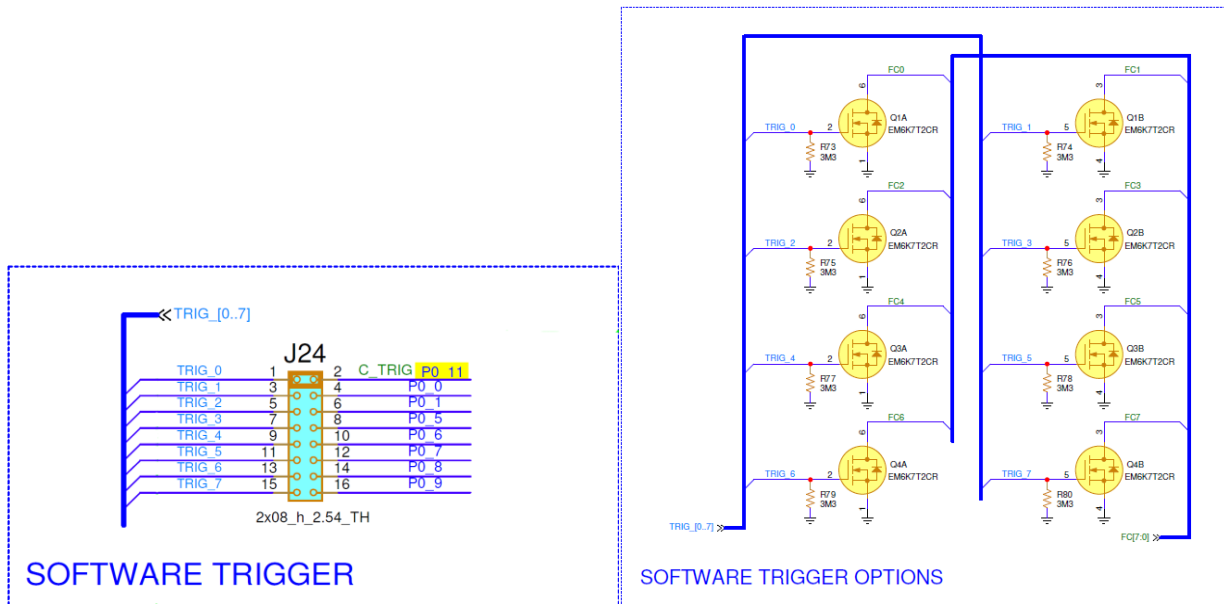 TRIG_[0..7]
J24
TRIG_0 1 2 C_TRIG P0_11
TRIG_1 3 4 P0_0
TRIG_2 5 6 P0_1
TRIG_3 7 8 P0_5
TRIG_4 9 10 P0_6
TRIG_5 11 12 P0_7
TRIG_6 13 14 P0_8
TRIG_7 15 16 P0_9
2x08_h_2.54_TH
SOFTWARE TRIGGER
FC0
6
Q1A
EM6K7T2CR
TRIG_0 2
R73
3M3
1
FC1
3
Q1B
EM6K7T2CR
TRIG_1 5
R74
3M3
4
FC2
6
Q2A
EM6K7T2CR
TRIG_2 2
R75
3M3
1
FC3
3
Q2B
EM6K7T2CR
TRIG_3 5
R76
3M3
4
FC4
6
Q3A
EM6K7T2CR
TRIG_4 2
R77
3M3
1
FC5
3
Q3B
EM6K7T2CR
TRIG_5 5
R78
3M3
4
FC6
6
Q4A
EM6K7T2CR
TRIG_6 2
R79
3M3
1
FC7
3
Q4B
EM6K7T2CR
TRIG_7 5
R80
3M3
4
TRIG_[0..7]
FC[7:0]
SOFTWARE TRIGGER OPTIONS